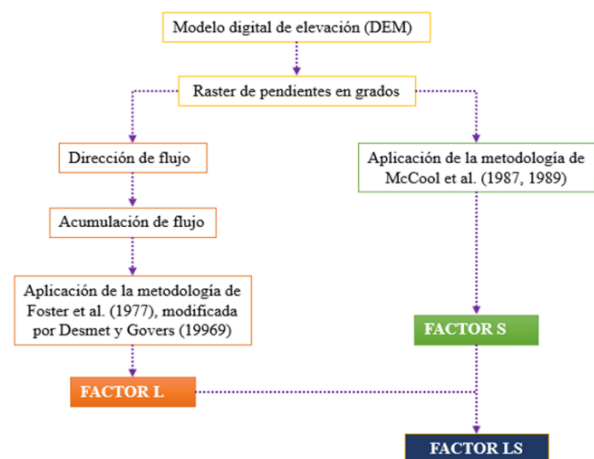 Modelo digital de elevación (DEM)
Raster de pendientes en grados
Dirección de flujo
Acumulación de flujo
Aplicación de la metodología de
Foster et al. (1977), modificada
por Desmet y Govers (19969)
FACTOR L
Aplicación de la metodología de
McCool et al. (1987, 1989)
FACTOR S
FACTOR LS